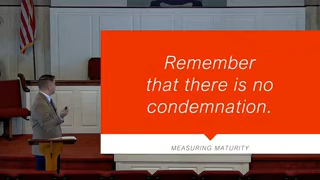 Remember
that there is no
condemnation.
MEASURING MATURITY